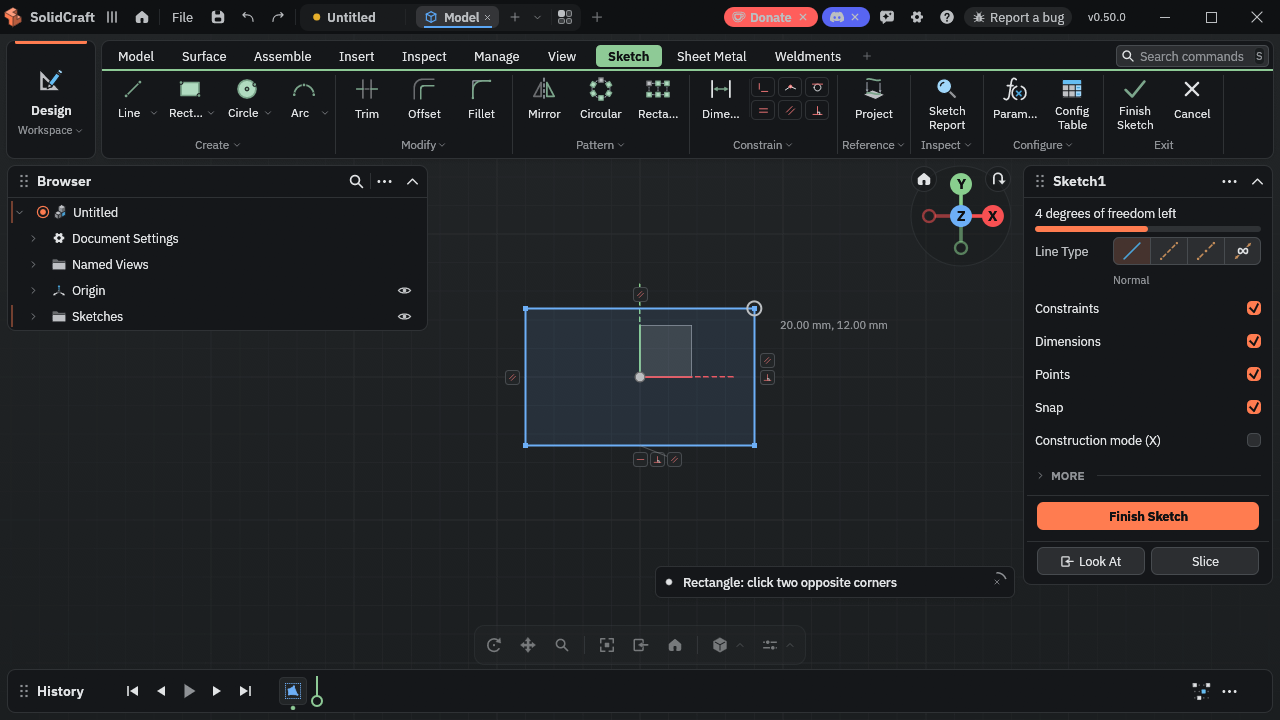 SolidCraft
File
Untitled
Model
Donate
Report a bug
v0.50.0
Model Surface Assemble Insert Inspect Manage View Sketch Sheet Metal Weldments
Search commands S
Design
Workspace
Line Rect... Circle Arc
Create
Trim Offset Fillet
Modify
Mirror Circular Recta...
Pattern
Dime...
Constrain
Project
Reference
Sketch Report
Inspect
Param... Config Table
Configure
Finish Sketch Cancel
Exit
Browser
Untitled
Document Settings
Named Views
Origin
Sketches
Y
Z
X
20.00 mm, 12.00 mm
Sketch1
4 degrees of freedom left
Line Type
Normal
Constraints
Dimensions
Points
Snap
Construction mode (X)
MORE
Finish Sketch
Look At Slice
Rectangle: click two opposite corners
History